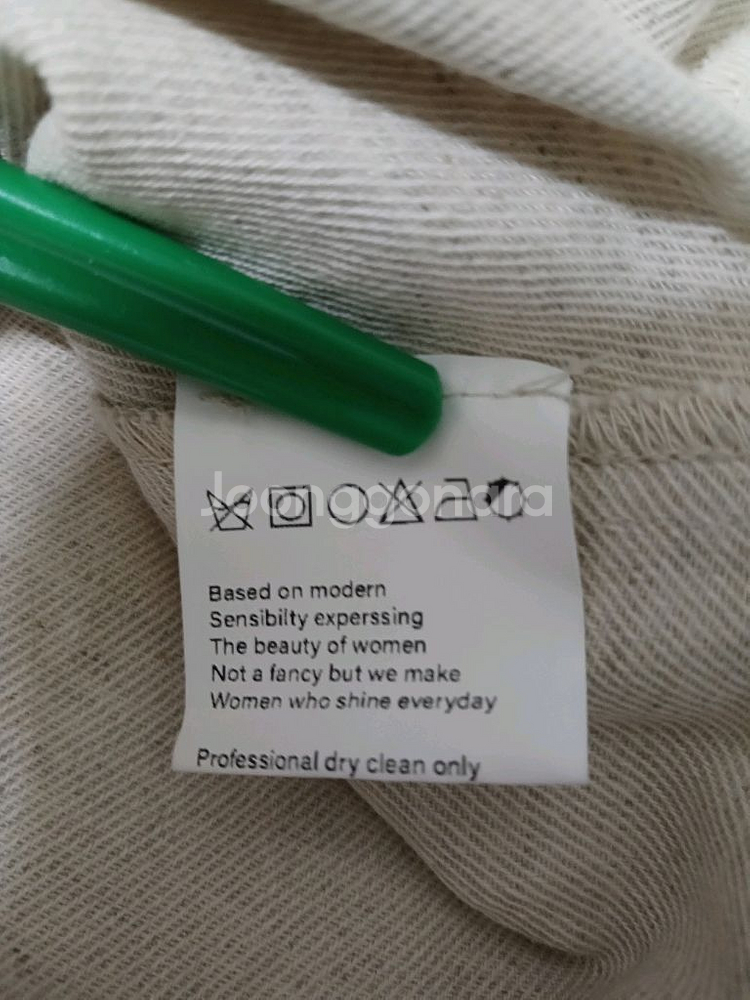 Joonggonara
Based on modern
Sensibilty experssing
The beauty of women
Not a fancy but we make
Women who shine everyday
Professional dry clean only